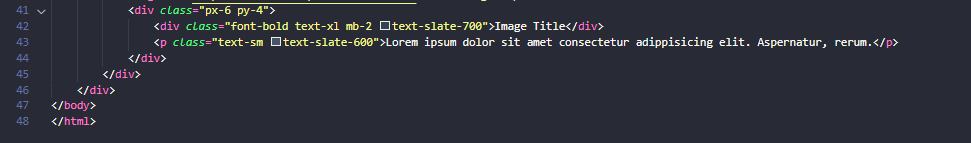 41 <div class="px-6 py-4">
42 <div class="font-bold text-xl mb-2 text-slate-700">Image Title</div>
43 <p class="text-sm text-slate-600">Lorem ipsum dolor sit amet consectetur adippisicing elit. Aspernatur, rerum.</p>
44 </div>
45 </div>
46 </div>
47 </body>
48 </html>